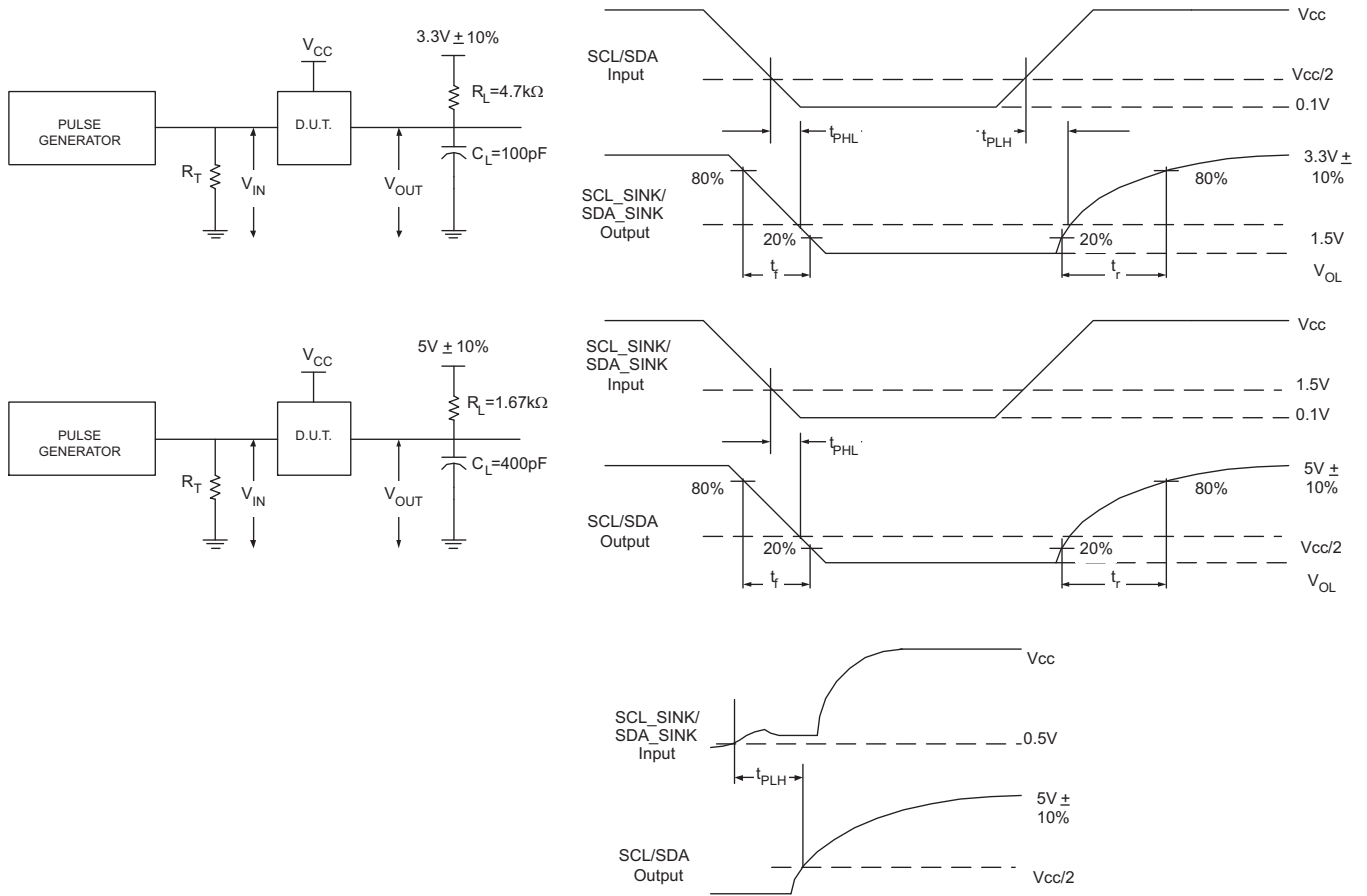 3.3V ± 10%
V_CC
R_L=4.7kΩ
PULSE
GENERATOR
D.U.T.
C_L=100pF
R_T
V_IN
V_OUT
SCL/SDA
Input
Vcc
Vcc/2
0.1V
t_PHL
t_PLH
SCL_SINK/
SDA_SINK
Output
80%
20%
t_f
20%
80%
t_r
3.3V ±
10%
1.5V
V_OL
5V ± 10%
V_CC
R_L=1.67kΩ
PULSE
GENERATOR
D.U.T.
C_L=400pF
R_T
V_IN
V_OUT
SCL_SINK/
SDA_SINK
Input
Vcc
1.5V
0.1V
t_PHL
SCL/SDA
Output
80%
20%
t_f
20%
80%
t_r
5V ±
10%
Vcc/2
V_OL
SCL_SINK/
SDA_SINK
Input
Vcc
0.5V
t_PLH
SCL/SDA
Output
5V ±
10%
Vcc/2